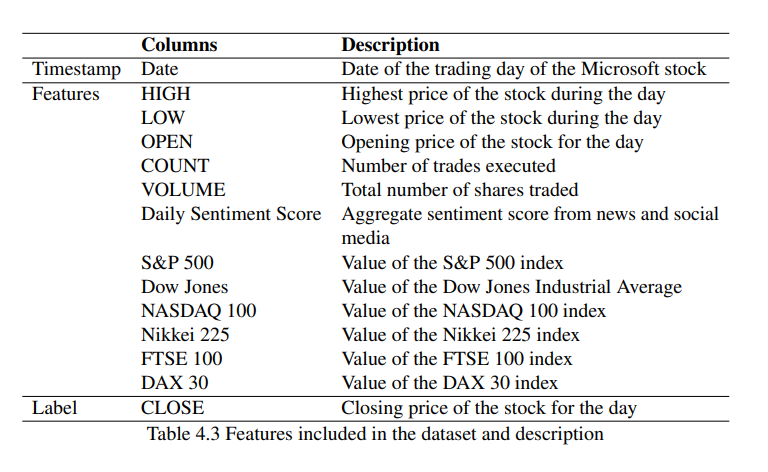 Columns Description
Timestamp Date Date of the trading day of the Microsoft stock
Features HIGH Highest price of the stock during the day
LOW Lowest price of the stock during the day
OPEN Opening price of the stock for the day
COUNT Number of trades executed
VOLUME Total number of shares traded
Daily Sentiment Score Aggregate sentiment score from news and social
media
S&P 500 Value of the S&P 500 index
Dow Jones Value of the Dow Jones Industrial Average
NASDAQ 100 Value of the NASDAQ 100 index
Nikkei 225 Value of the Nikkei 225 index
FTSE 100 Value of the FTSE 100 index
DAX 30 Value of the DAX 30 index
Label CLOSE Closing price of the stock for the day
Table 4.3 Features included in the dataset and description